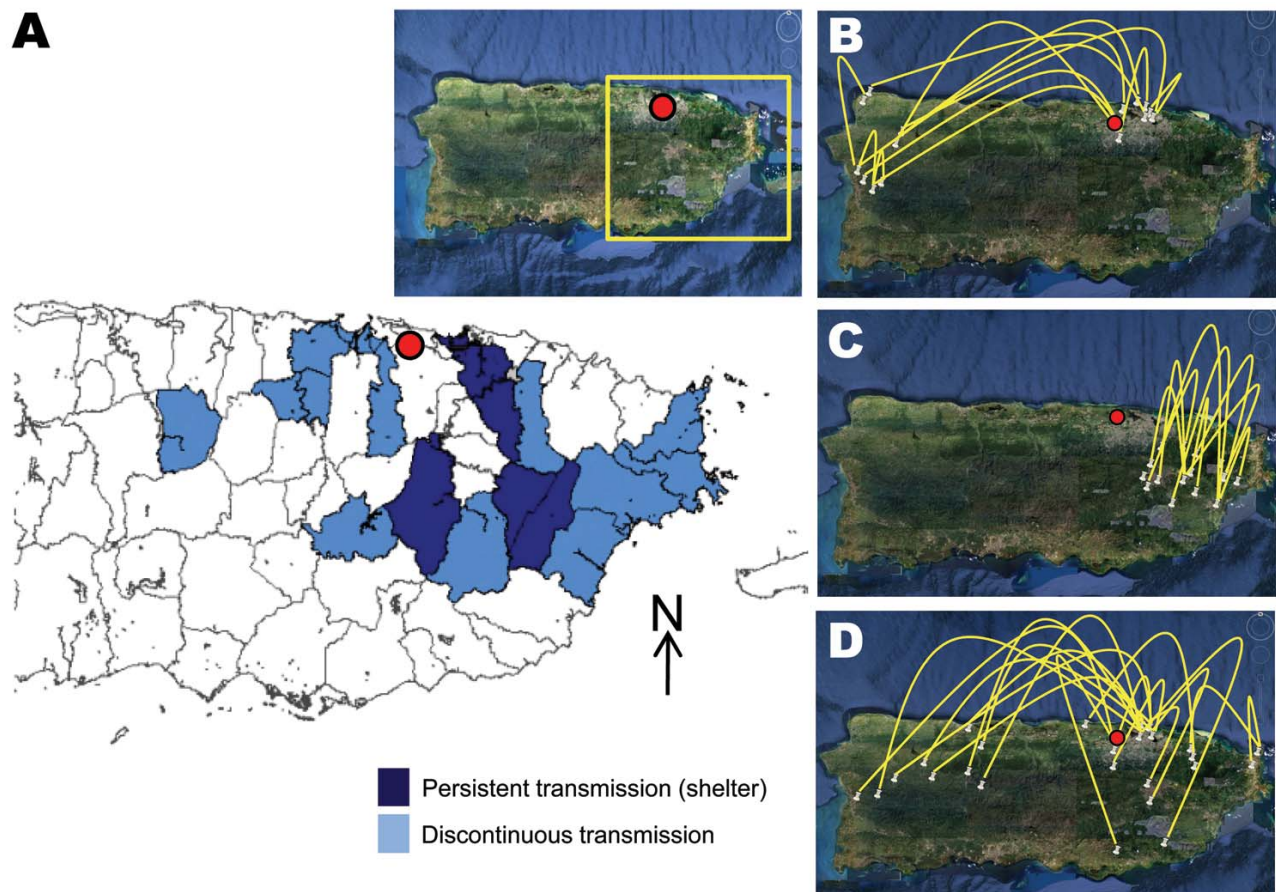 A
B
C
D
N
Persistent transmission (shelter)
Discontinuous transmission